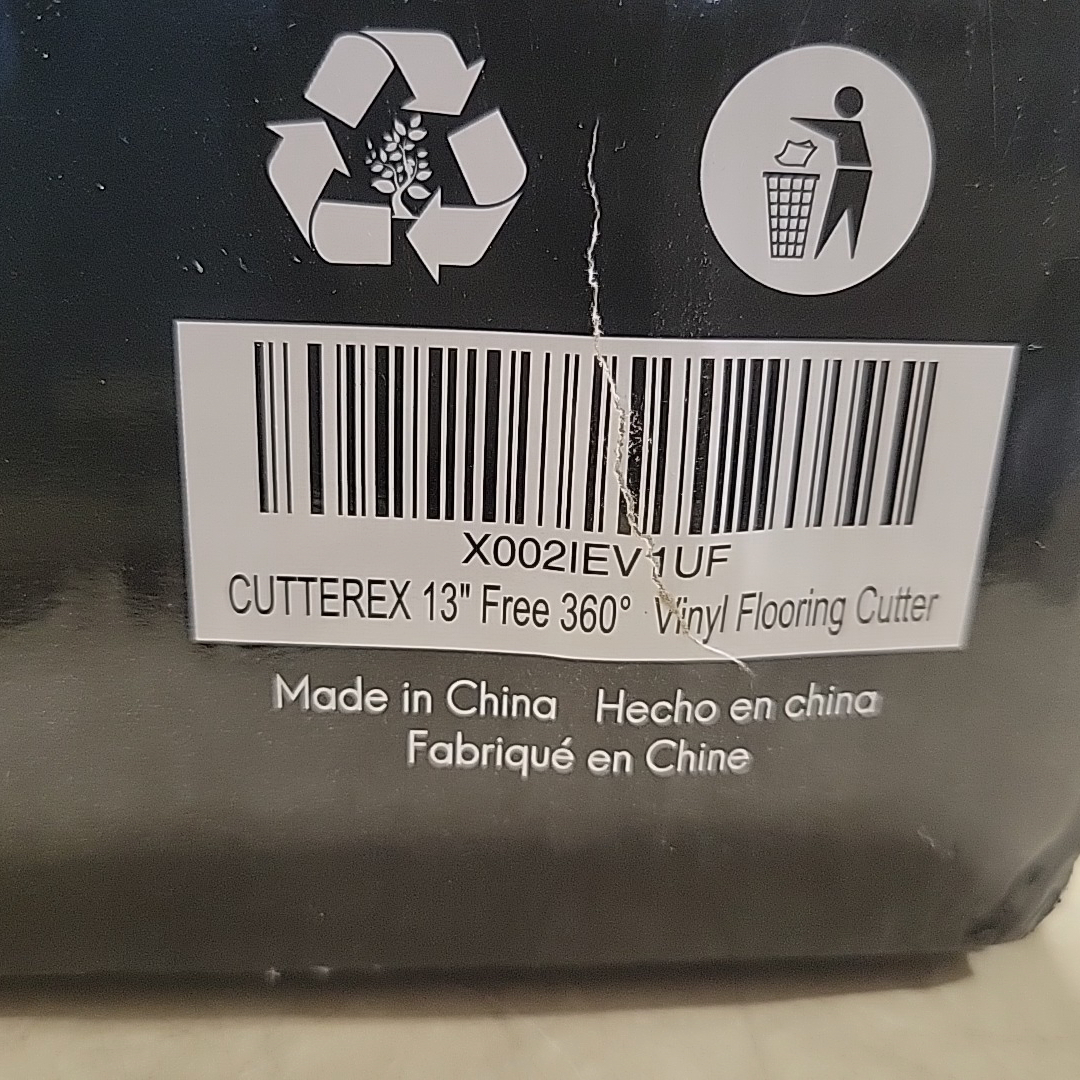 X002IEV1UF
CUTTEREX 13" Free 360° Vinyl Flooring Cutter
Made in China Hecho en china
Fabriqué en Chine